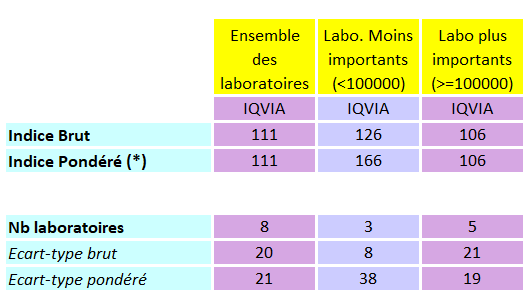 Ensemble des laboratoires
Labo. Moins importants (<100000)
Labo plus importants (>=100000)
IQVIA IQVIA IQVIA
Indice Brut 111 126 106
Indice Pondéré (*) 111 166 106
Nb laboratoires 8 3 5
Ecart-type brut 20 8 21
Ecart-type pondéré 21 38 19